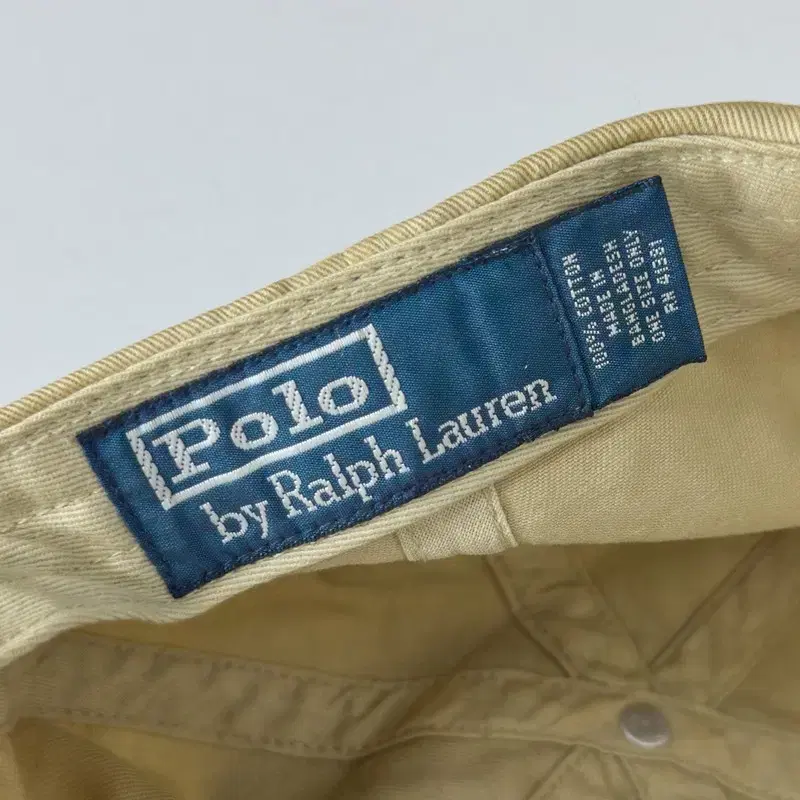 Polo
by Ralph Lauren
100% COTTON
MADE IN
BANGLADESH
ONE SIZE ONLY
RN 41381